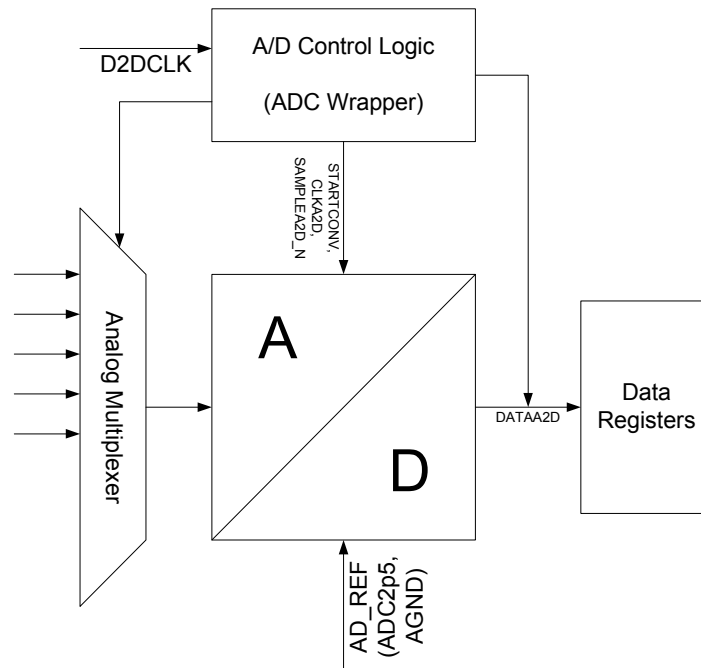 A/D Control Logic
(ADC Wrapper)
D2DCLK
STARTCONV,
CLKA2D,
SAMPLEA2D_N
Analog Multiplexer
A
D
DATAA2D
Data
Registers
AD_REF
(ADC2p5,
AGND)